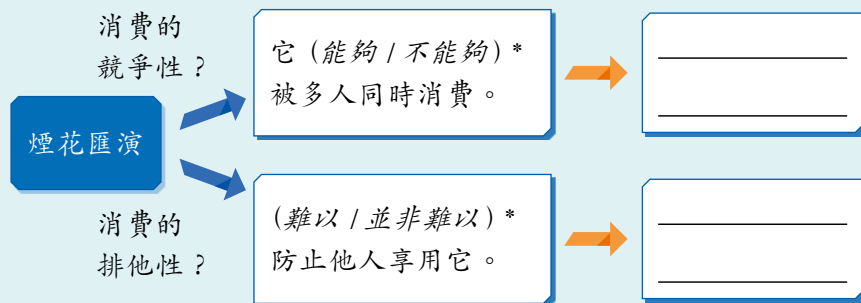 消費的
競爭性？
它 (能夠 / 不能夠) *
被多人同時消費。
煙花匯演
消費的
排他性？
(難以 / 並非難以) *
防止他人享用它。